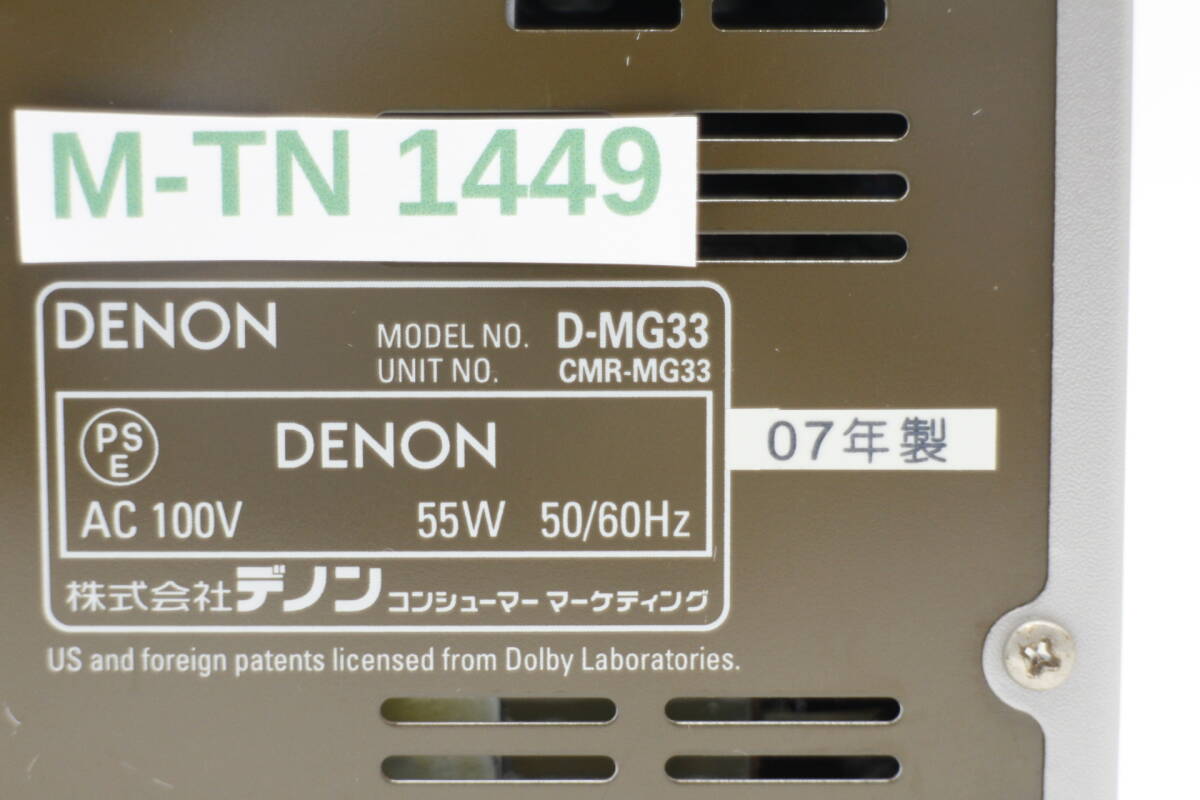 M-TN 1449
DENON
MODEL NO. D-MG33
UNIT NO. CMR-MG33
PS
E
DENON
07年製
AC 100V 55W 50/60Hz
株式会社デノン コンシューマー マーケティング
US and foreign patents licensed from Dolby Laboratories.